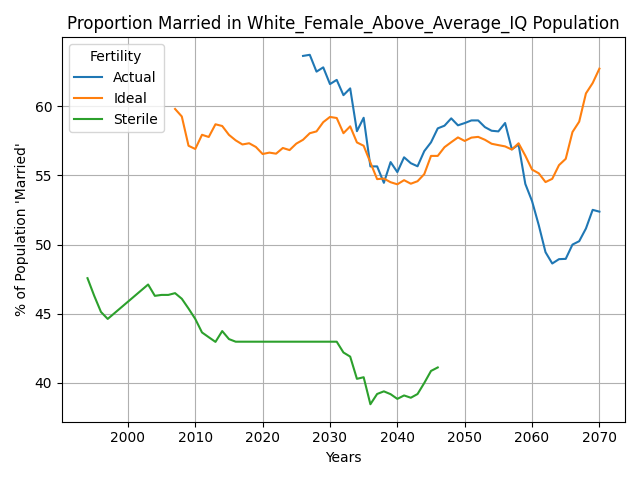 Proportion Married in White_Female_Above_Average_IQ Population
Fertility
Actual
Ideal
Sterile
% of Population 'Married'
60
55
50
45
40
2000 2010 2020 2030 2040 2050 2060 2070
Years